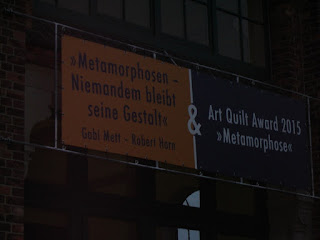 »Metamorphosen –
Niemandem bleibt
seine Gestalt«
Gabi Mett – Robert Horn
&
Art Quilt Award 2015
»Metamorphose«